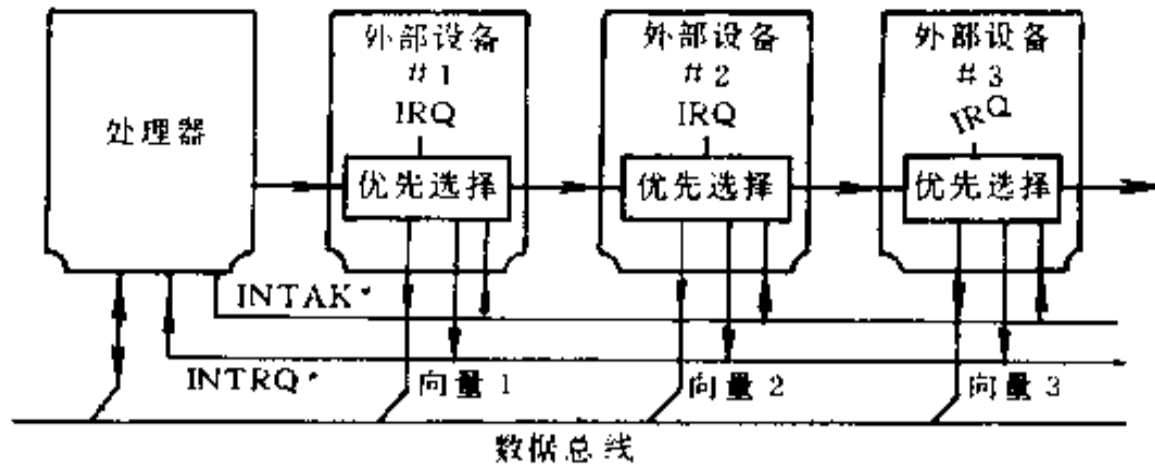 处理器
外部设备
#1
IRQ
优先选择
外部设备
#2
IRQ
优先选择
外部设备
#3
IRQ
优先选择
INTAK*
INTRQ*
向量1
向量2
向量3
数据总线